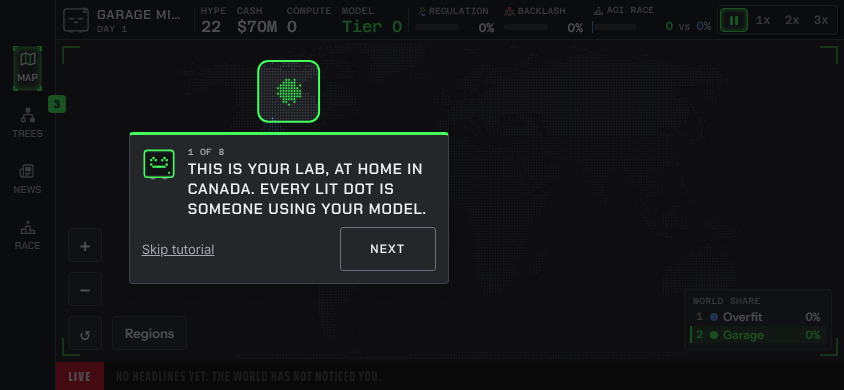 GARAGE MI...
DAY 1
HYPE
22
CASH
$70M
COMPUTE
0
MODEL
Tier 0
REGULATION
0%
BACKLASH
0%
AGI RACE
0 vs 0%
1x
2x
3x
MAP
3
TREES
NEWS
RACE
1 OF 8
THIS IS YOUR LAB, AT HOME IN
CANADA. EVERY LIT DOT IS
SOMEONE USING YOUR MODEL.
Skip tutorial
NEXT
+
−
↺
Regions
WORLD SHARE
1 Overfit 0%
2 Garage 0%
LIVE
NO HEADLINES YET. THE WORLD HAS NOT NOTICED YOU.